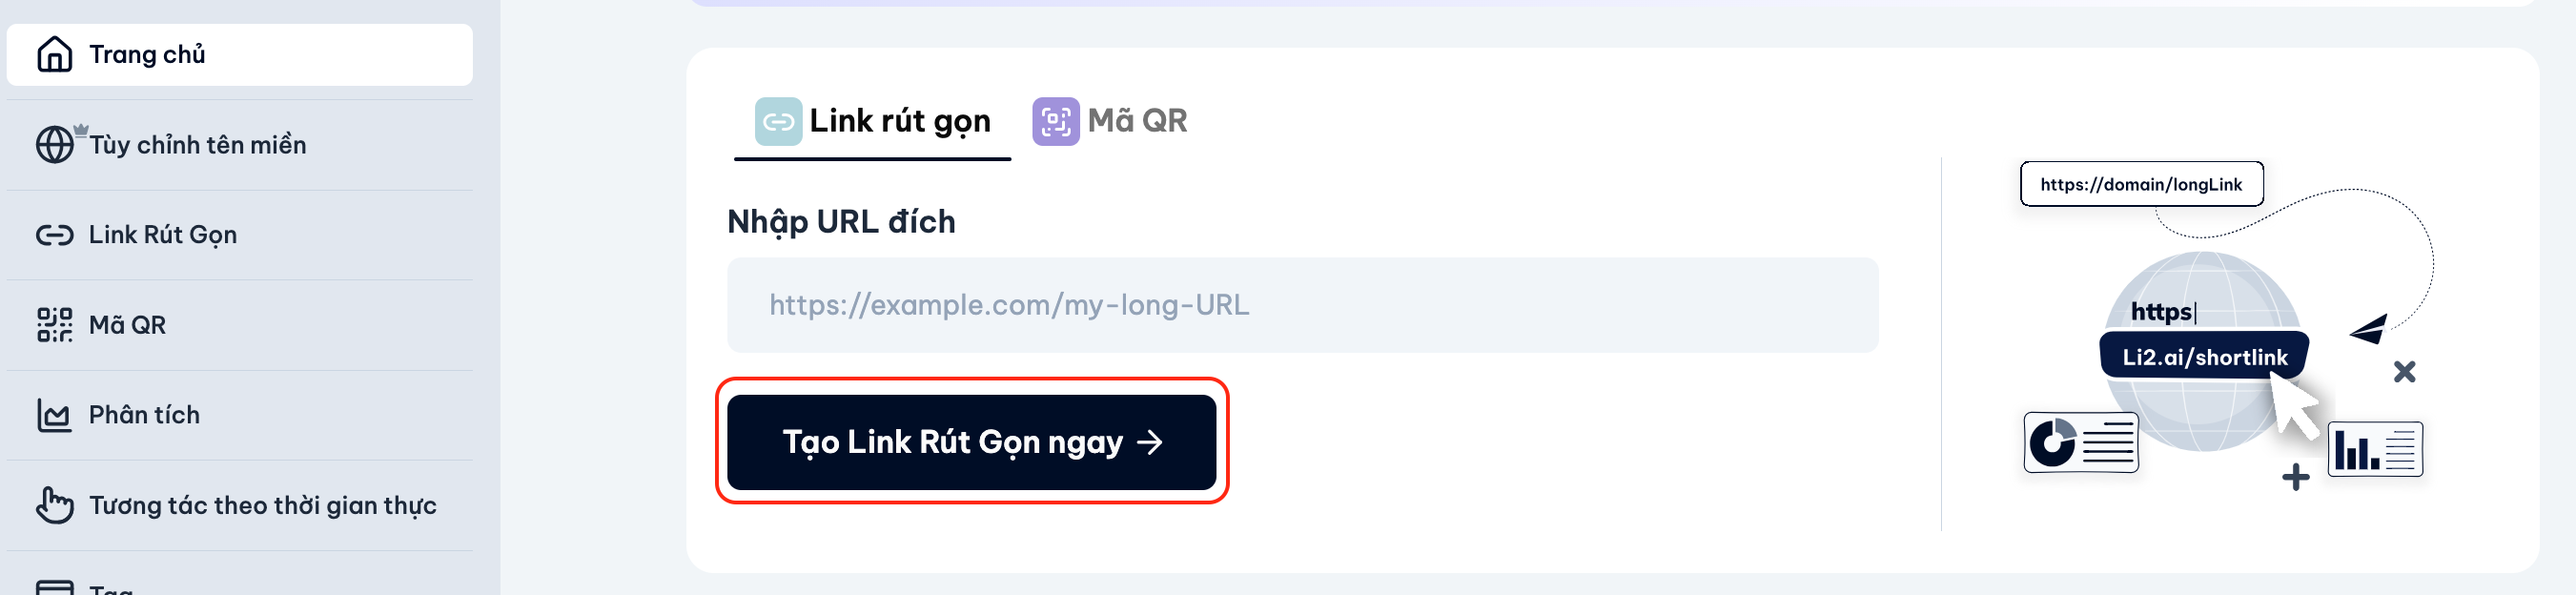 Trang chủ
Tùy chỉnh tên miền
Link Rút Gọn
Mã QR
Phân tích
Tương tác theo thời gian thực
Link rút gọn
Mã QR
Nhập URL đích
https://example.com/my-long-URL
Tạo Link Rút Gọn ngay →
https://domain/longLink
https
Li2.ai/shortlink